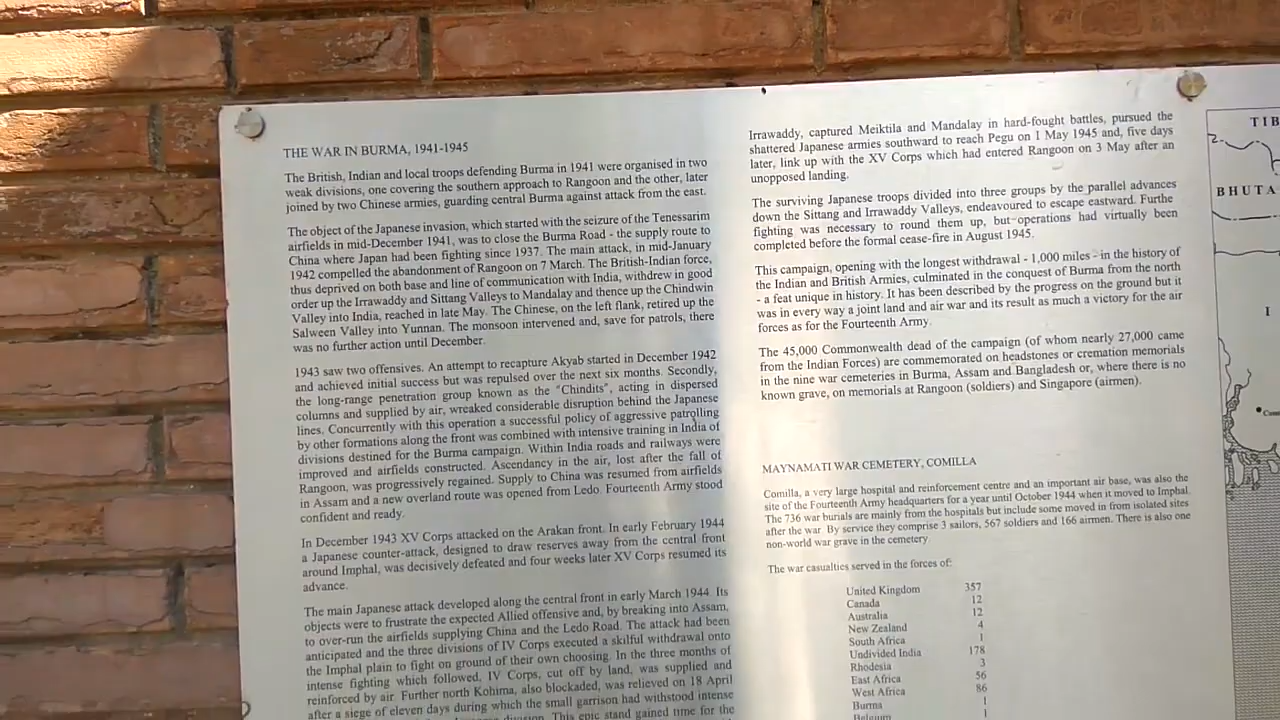 THE WAR IN BURMA, 1941-1945
The British, Indian and local troops defending Burma in 1941 were organised in two
weak divisions, one covering the southern approach to Rangoon and the other, later
joined by two Chinese armies, guarding central Burma against attack from the east.
The object of the Japanese invasion, which started with the seizure of the Tenessarim
airfields in mid-December 1941, was to close the Burma Road - the supply route to
China where Japan had been fighting since 1937. The main attack, in mid-January
1942 compelled the abandonment of Rangoon on 7 March. The British-Indian force,
thus deprived on both base and line of communication with India, withdrew in good
order up the Irrawaddy and Sittang Valleys to Mandalay and thence up the Chindwin
Valley into India, reached in late May. The Chinese, on the left flank, retired up the
Salween Valley into Yunnan. The monsoon intervened and, save for patrols, there
was no further action until December.
1943 saw two offensives. An attempt to recapture Akyab started in December 1942
and achieved initial success but was repulsed over the next six months. Secondly,
the long-range penetration group known as the "Chindits", acting in dispersed
columns and supplied by air, wreaked considerable disruption behind the Japanese
lines. Concurrently with this operation a successful policy of aggressive patrolling
by other formations along the front was combined with intensive training in India of
divisions destined for the Burma campaign. Within India roads and railways were
improved and airfields constructed. Ascendancy in the air, lost after the fall of
Rangoon, was progressively regained. Supply to China was resumed from airfields
in Assam and a new overland route was opened from Ledo. Fourteenth Army stood
confident and ready.
In December 1943 XV Corps attacked on the Arakan front. In early February 1944
a Japanese counter-attack, designed to draw reserves away from the central front
around Imphal, was decisively defeated and four weeks later XV Corps resumed its
advance.
The main Japanese attack developed along the central front in early March 1944. Its
objects were to frustrate the expected Allied offensive and, by breaking into Assam,
to over-run the airfields supplying China and the Ledo Road. The attack had been
anticipated and the three divisions of IV Corps executed a skilful withdrawal onto
the Imphal plain to fight on ground of their own choosing. In the three months of
intense fighting which followed, IV Corps, cut off by land, was supplied and
reinforced by air. Further north Kohima, also blockaded, was relieved on 18 April
after a siege of eleven days during which the small garrison had withstood intense
division. This epic stand gained time for the
Irrawaddy, captured Meiktila and Mandalay in hard-fought battles, pursued the
shattered Japanese armies southward to reach Pegu on 1 May 1945 and, five days
later, link up with the XV Corps which had entered Rangoon on 3 May after an
unopposed landing.
The surviving Japanese troops divided into three groups by the parallel advances
down the Sittang and Irrawaddy Valleys, endeavoured to escape eastward. Furthe
fighting was necessary to round them up, but operations had virtually been
completed before the formal cease-fire in August 1945.
This campaign, opening with the longest withdrawal - 1,000 miles - in the history of
the Indian and British Armies, culminated in the conquest of Burma from the north
- a feat unique in history. It has been described by the progress on the ground but it
was in every way a joint land and air war and its result as much a victory for the air
forces as for the Fourteenth Army.
The 45,000 Commonwealth dead of the campaign (of whom nearly 27,000 came
from the Indian Forces) are commemorated on headstones or cremation memorials
in the nine war cemeteries in Burma, Assam and Bangladesh or, where there is no
known grave, on memorials at Rangoon (soldiers) and Singapore (airmen).
MAYNAMATI WAR CEMETERY, COMILLA
Comilla, a very large hospital and reinforcement centre and an important air base, was also the
site of the Fourteenth Army headquarters for a year until October 1944 when it moved to Imphal.
The 736 war burials are mainly from the hospitals but include some moved in from isolated sites
after the war. By service they comprise 3 sailors, 567 soldiers and 166 airmen. There is also one
non-world war grave in the cemetery.
The war casualties served in the forces of:
United Kingdom 357
Canada 12
Australia 12
New Zealand 4
South Africa 1
Undivided India 178
Rhodesia 3
East Africa 56
West Africa 86
Burma 1
Belgium 1
TIB
BHUTA
I